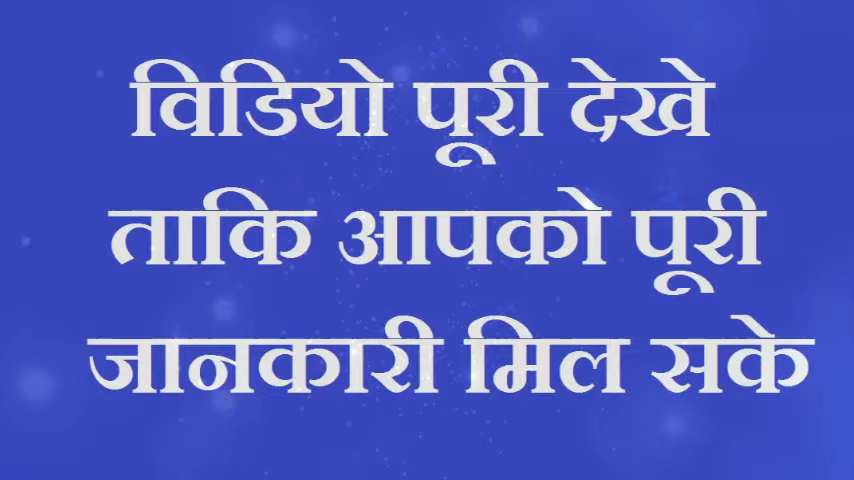 विडियो पूरी देखे
ताकि आपको पूरी
जानकारी मिल सके